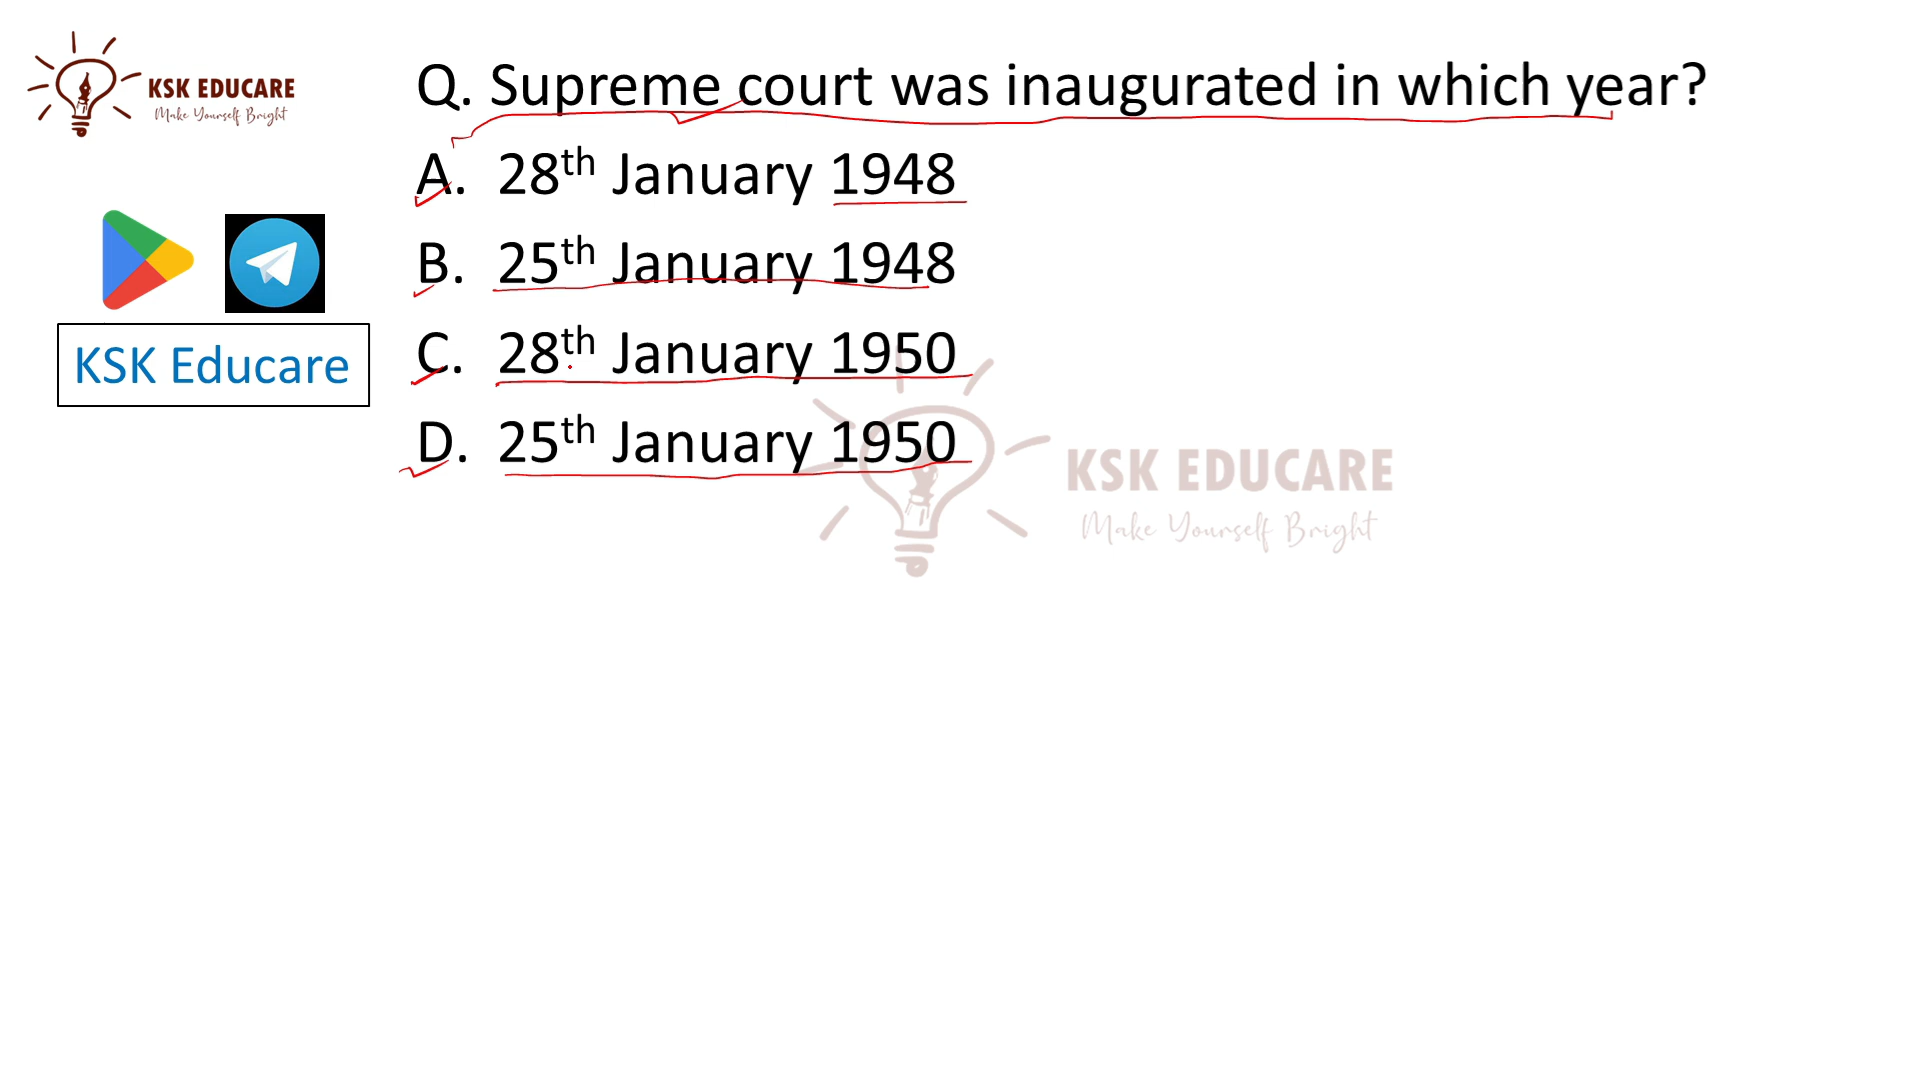 KSK EDUCARE
Make Yourself Bright
Q. Supreme court was inaugurated in which year?
A. 28th January 1948
B. 25th January 1948
C. 28th January 1950
D. 25th January 1950
KSK Educare
KSK EDUCARE
Make Yourself Bright